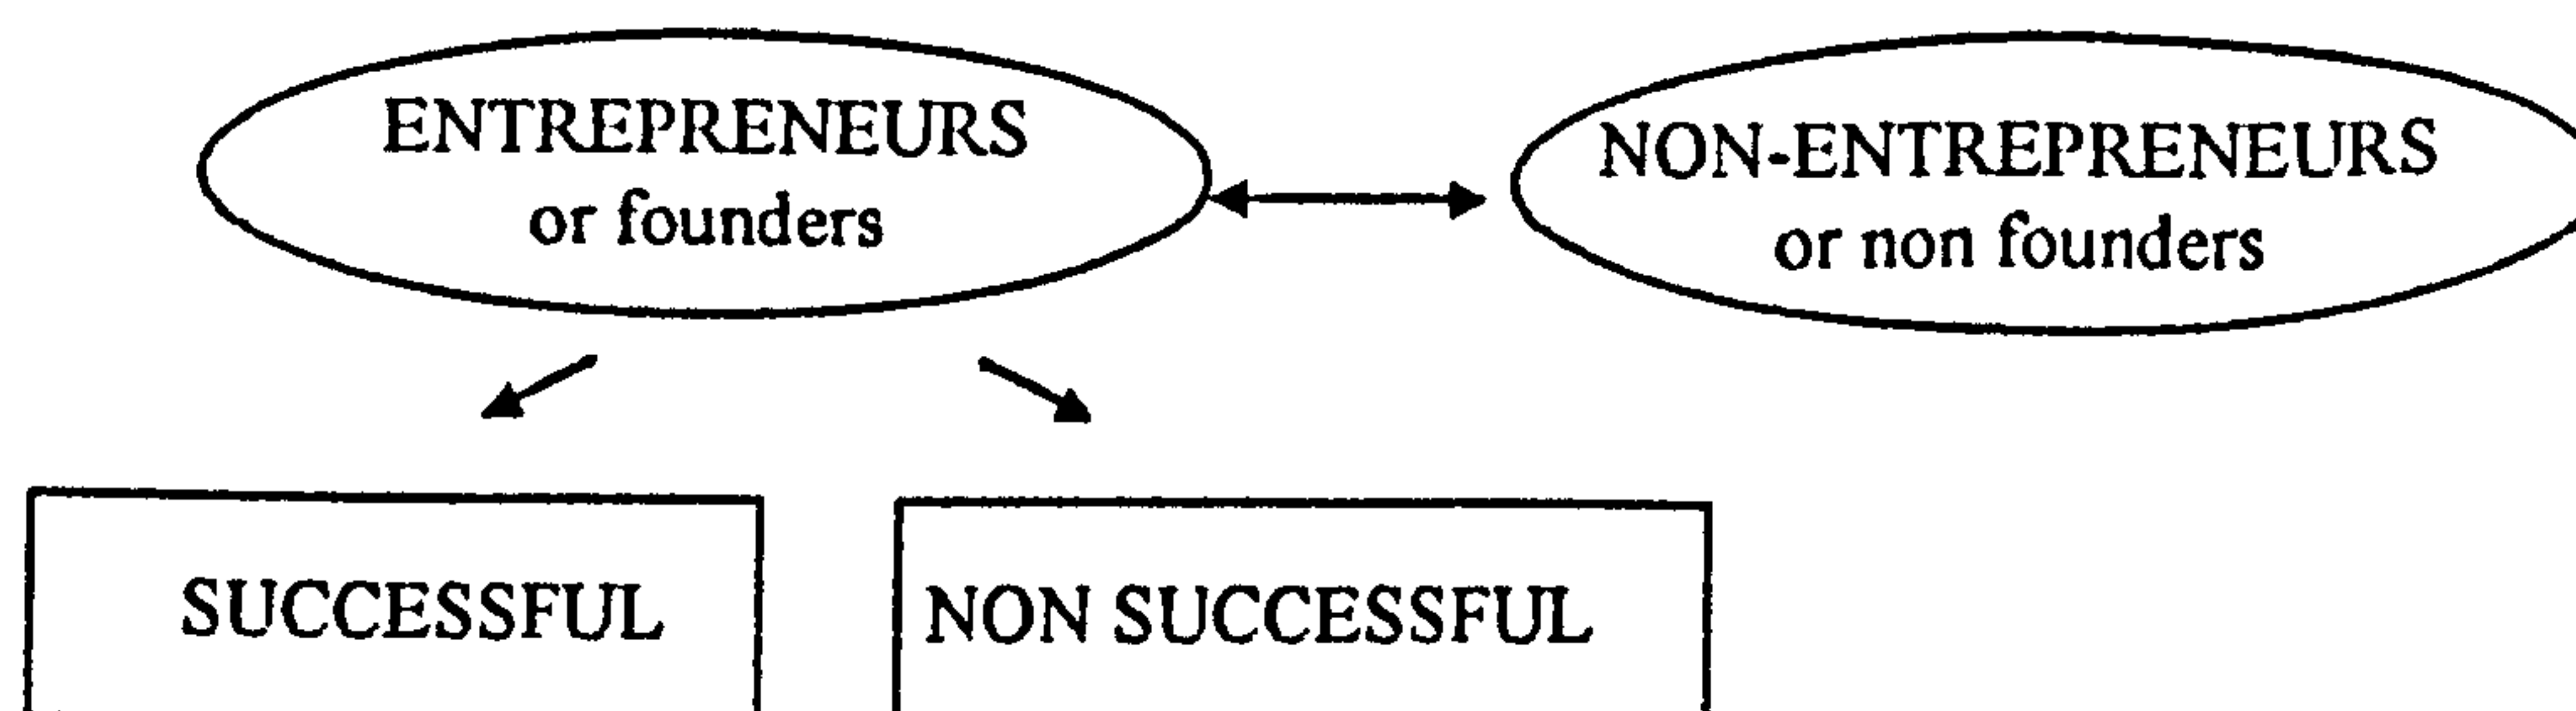 ENTREPRENEURS
or founders
NON-ENTREPRENEURS
or non founders
SUCCESSFUL
NON SUCCESSFUL